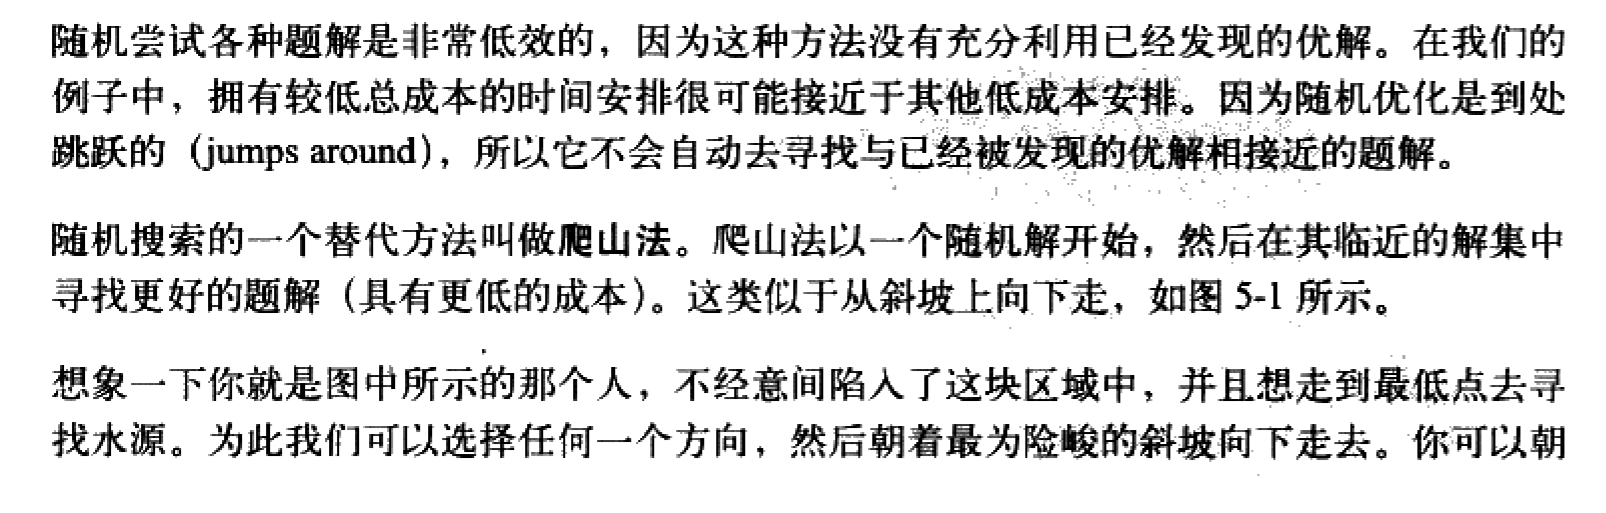 随机尝试各种题解是非常低效的，因为这种方法没有充分利用已经发现的优解。在我们的
例子中，拥有较低总成本的时间安排很可能接近于其他低成本安排。因为随机优化是到处
跳跃的（jumps around），所以它不会自动去寻找与已经被发现的优解相接近的题解。
随机搜索的一个替代方法叫做爬山法。爬山法以一个随机解开始，然后在其临近的解集中
寻找更好的题解（具有更低的成本）。这类似于从斜坡上向下走，如图 5-1 所示。
想象一下你就是图中所示的那个人，不经意间陷入了这块区域中，并且想走到最低点去寻
找水源。为此我们可以选择任何一个方向，然后朝着最为险峻的斜坡向下走去。你可以朝